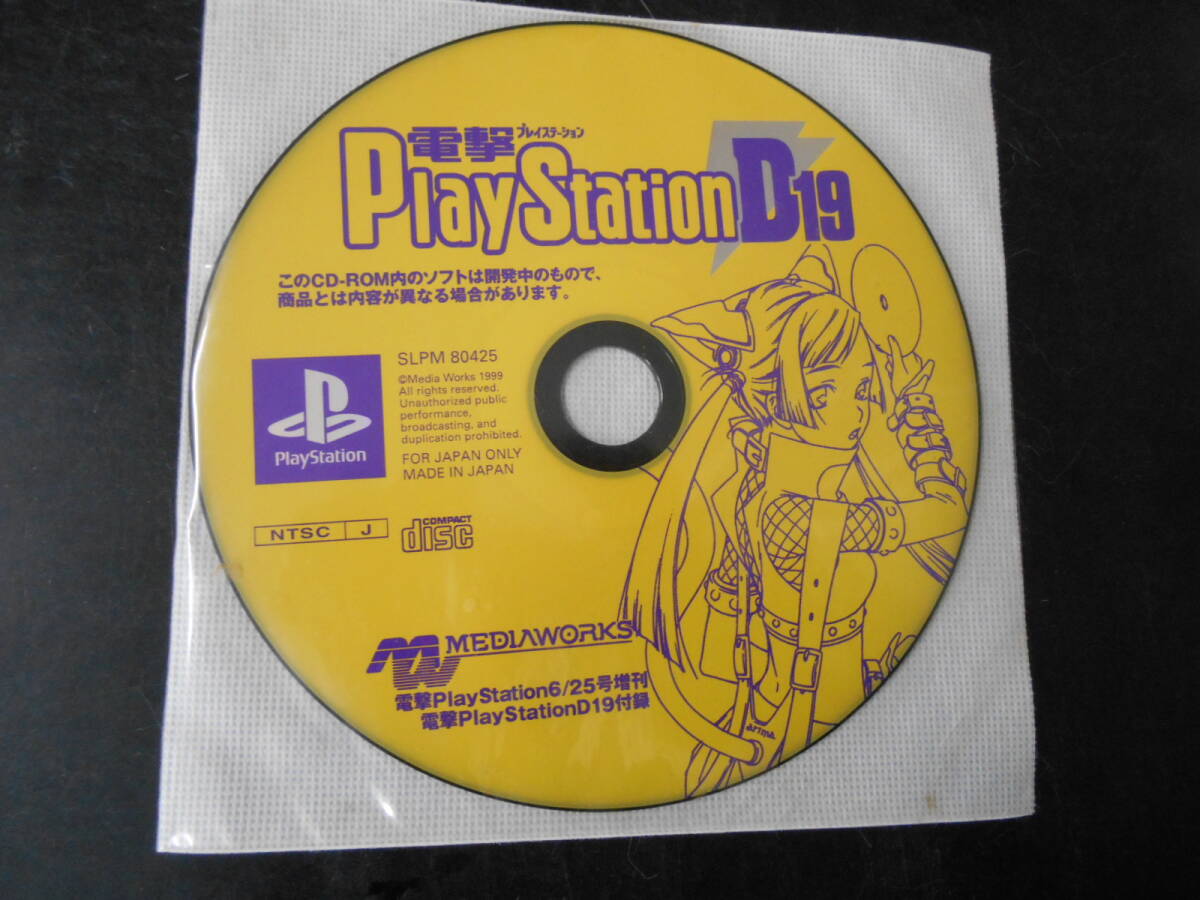 電撃プレイステーション
PlayStation D19
このCD-ROM内のソフトは開発中のもので、
商品とは内容が異なる場合があります。
PlayStation
SLPM 80425
©Media Works 1999
All rights reserved.
Unauthorized public
performance,
broadcasting, and
duplication prohibited.
FOR JAPAN ONLY
MADE IN JAPAN
NTSC J
COMPACT
disc
MW MEDIAWORKS
電撃PlayStation6/25号増刊
電撃PlayStationD19付録
arima